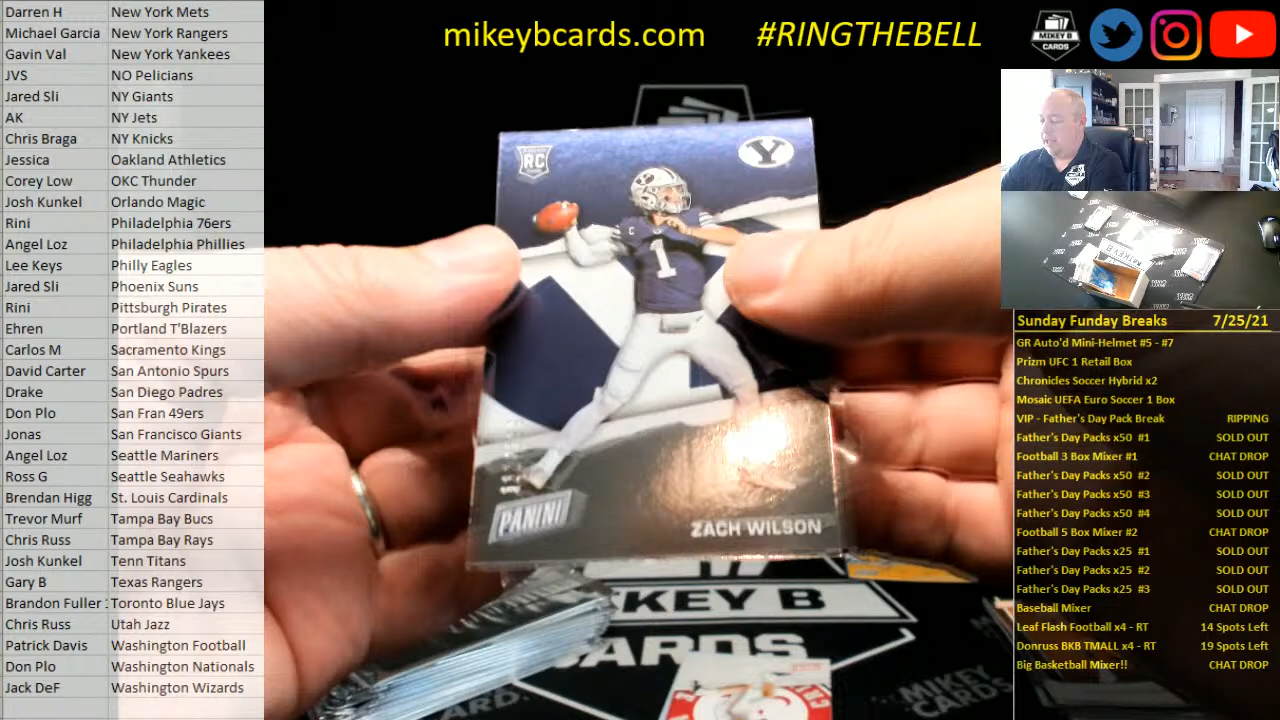 Darren H New York Mets
Michael Garcia New York Rangers
Gavin Val New York Yankees
JVS NO Pelicians
Jared Sli NY Giants
AK NY Jets
Chris Braga NY Knicks
Jessica Oakland Athletics
Corey Low OKC Thunder
Josh Kunkel Orlando Magic
Rini Philadelphia 76ers
Angel Loz Philadelphia Phillies
Lee Keys Philly Eagles
Jared Sli Phoenix Suns
Rini Pittsburgh Pirates
Ehren Portland T'Blazers
Carlos M Sacramento Kings
David Carter San Antonio Spurs
Drake San Diego Padres
Don Plo San Fran 49ers
Jonas San Francisco Giants
Angel Loz Seattle Mariners
Ross G Seattle Seahawks
Brendan Higg St. Louis Cardinals
Trevor Murf Tampa Bay Bucs
Chris Russ Tampa Bay Rays
Josh Kunkel Tenn Titans
Gary B Texas Rangers
Brandon Fuller Toronto Blue Jays
Chris Russ Utah Jazz
Patrick Davis Washington Football
Don Plo Washington Nationals
Jack DeF Washington Wizards
mikeybcards.com #RINGTHEBELL
MIKEY B
CARDS
RC
Y
C
1
PANINI
ZACH WILSON
KEY B
CARDS
MIKEY
CARDS
ARD
MIKEY B
Sunday Funday Breaks 7/25/21
GR Auto'd Mini-Helmet #5 - #7
Prizm UFC 1 Retail Box
Chronicles Soccer Hybrid x2
Mosaic UEFA Euro Soccer 1 Box
VIP - Father's Day Pack Break RIPPING
Father's Day Packs x50 #1 SOLD OUT
Football 3 Box Mixer #1 CHAT DROP
Father's Day Packs x50 #2 SOLD OUT
Father's Day Packs x50 #3 SOLD OUT
Father's Day Packs x50 #4 SOLD OUT
Football 5 Box Mixer #2 CHAT DROP
Father's Day Packs x25 #1 SOLD OUT
Father's Day Packs x25 #2 SOLD OUT
Father's Day Packs x25 #3 SOLD OUT
Baseball Mixer CHAT DROP
Leaf Flash Football x4 - RT 14 Spots Left
Donruss BKB TMALL x4 - RT 19 Spots Left
Big Basketball Mixer!! CHAT DROP